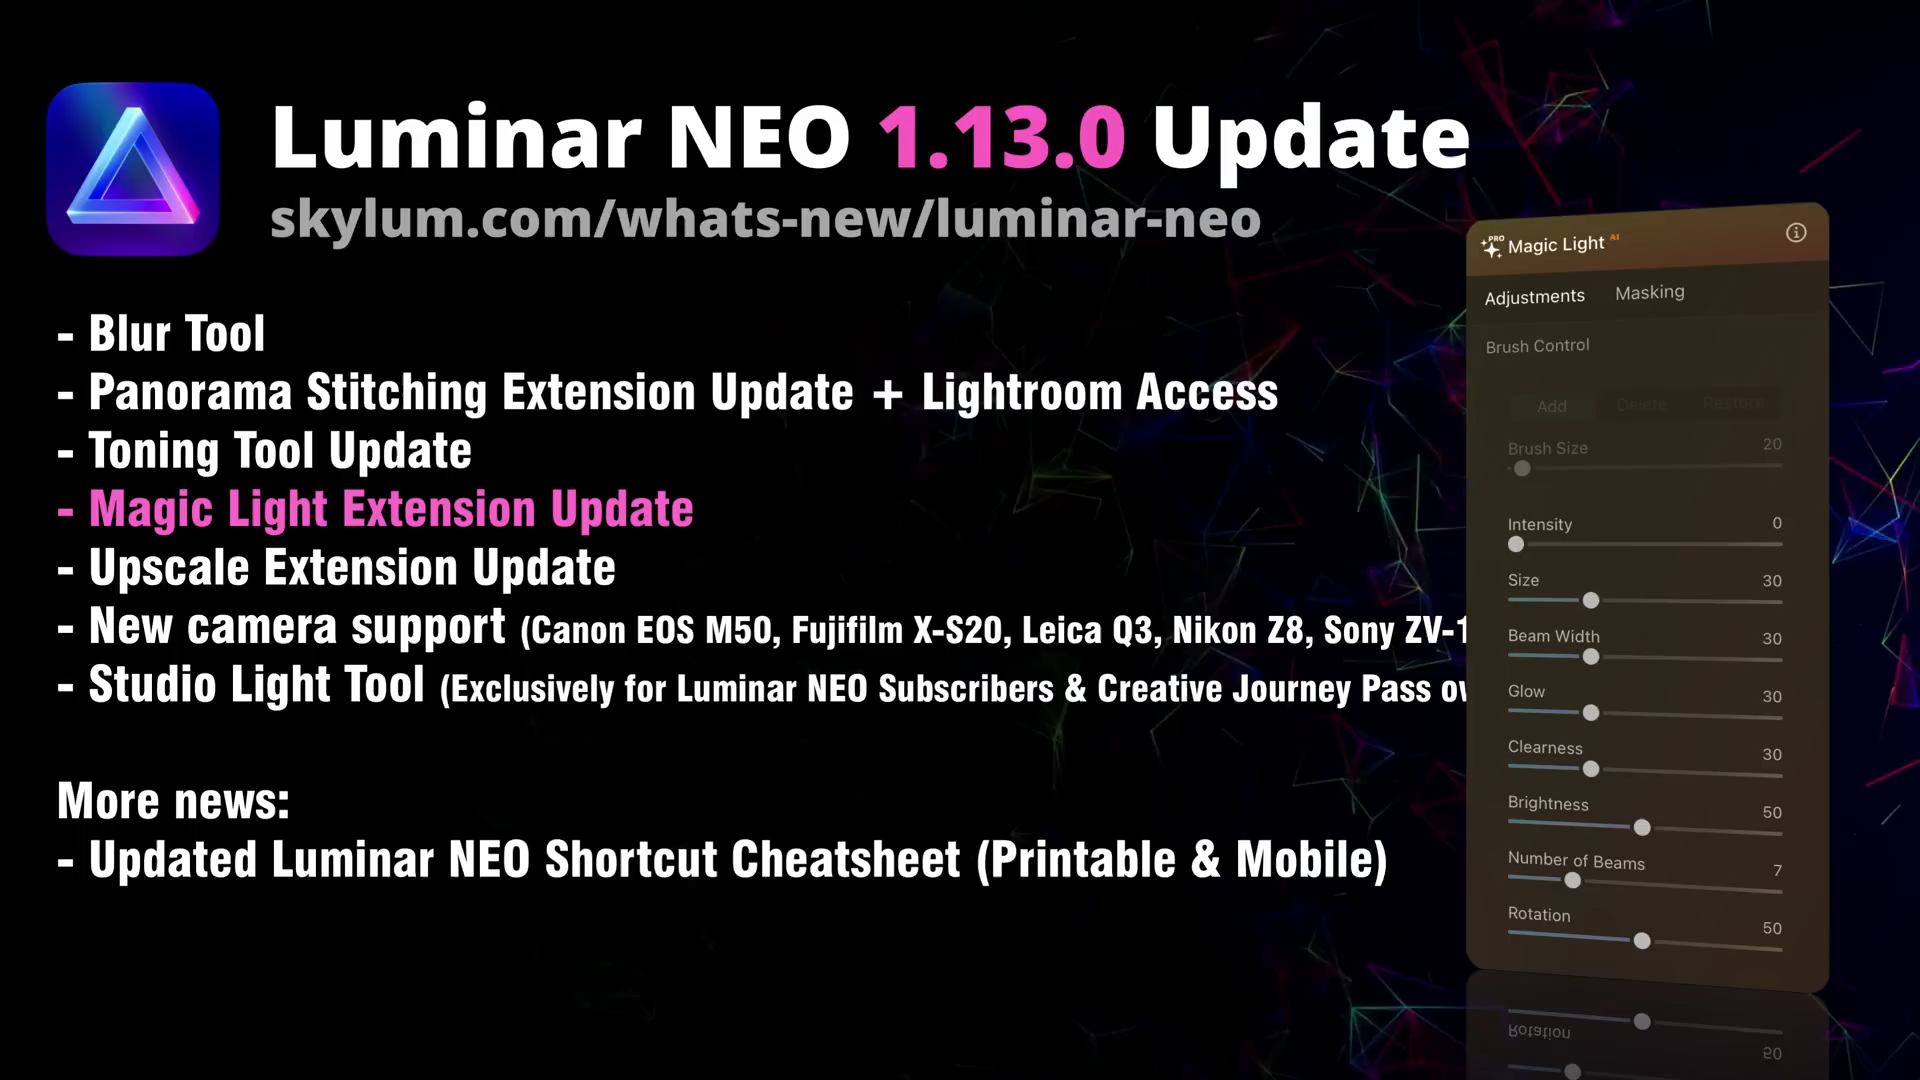 Luminar NEO 1.13.0 Update
skylum.com/whats-new/luminar-neo
- Blur Tool
- Panorama Stitching Extension Update + Lightroom Access
- Toning Tool Update
- Magic Light Extension Update
- Upscale Extension Update
- New camera support (Canon EOS M50, Fujifilm X-S20, Leica Q3, Nikon Z8, Sony ZV-1
- Studio Light Tool (Exclusively for Luminar NEO Subscribers & Creative Journey Pass
More news:
- Updated Luminar NEO Shortcut Cheatsheet (Printable & Mobile)
PRO Magic Light AI
Adjustments Masking
Brush Control
Add Delete Restore
Brush Size 20
Intensity 0
Size 30
Beam Width 30
Glow 30
Clearness 30
Brightness 50
Number of Beams 7
Rotation 50
Rotation 50